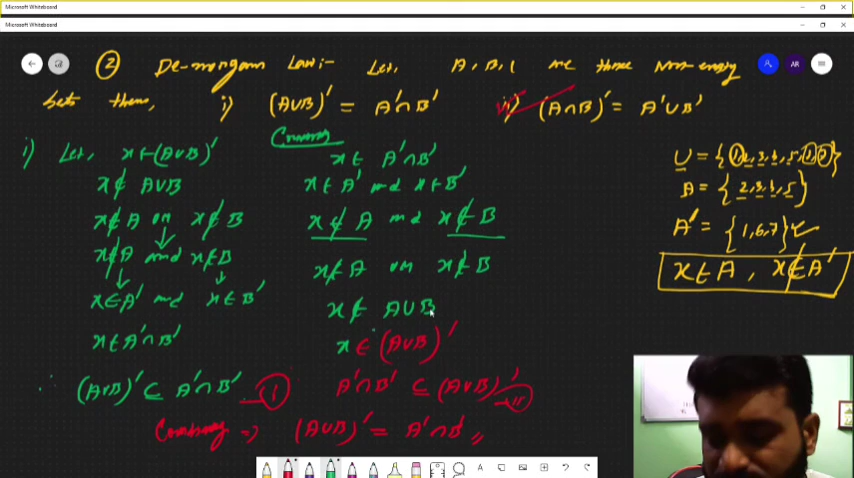 Microsoft Whiteboard
Microsoft Whiteboard
② De-morgan's Law:- Let, A, B, C are three non-empty
sets then, i) (A∪B)′ = A′∩B′ ii) (A∩B)′ = A′∪B′
AR
i) Let, x∈(A∪B)′
x∉ A∪B
x∉A or x∉B
x∉A and x∉B
x∈A′ and x∈B′
x∈A′∩B′
∴ (A∪B)′ ⊆ A′∩B′ —①
x∈ A′∩B′
x∈A′ and x∈B′
x∉A and x∉B
x∉A or x∉B
x∉ A∪B
x∈(A∪B)′
A′∩B′ ⊆ (A∪B)′ —ii
Combining ⇒ (A∪B)′ = A′∩B′
U = {1, 2, 3, 4, 5, 6, 7}
A = {2, 3, 4, 5}
A′ = {1,6,7}
x∈A, x∉A′